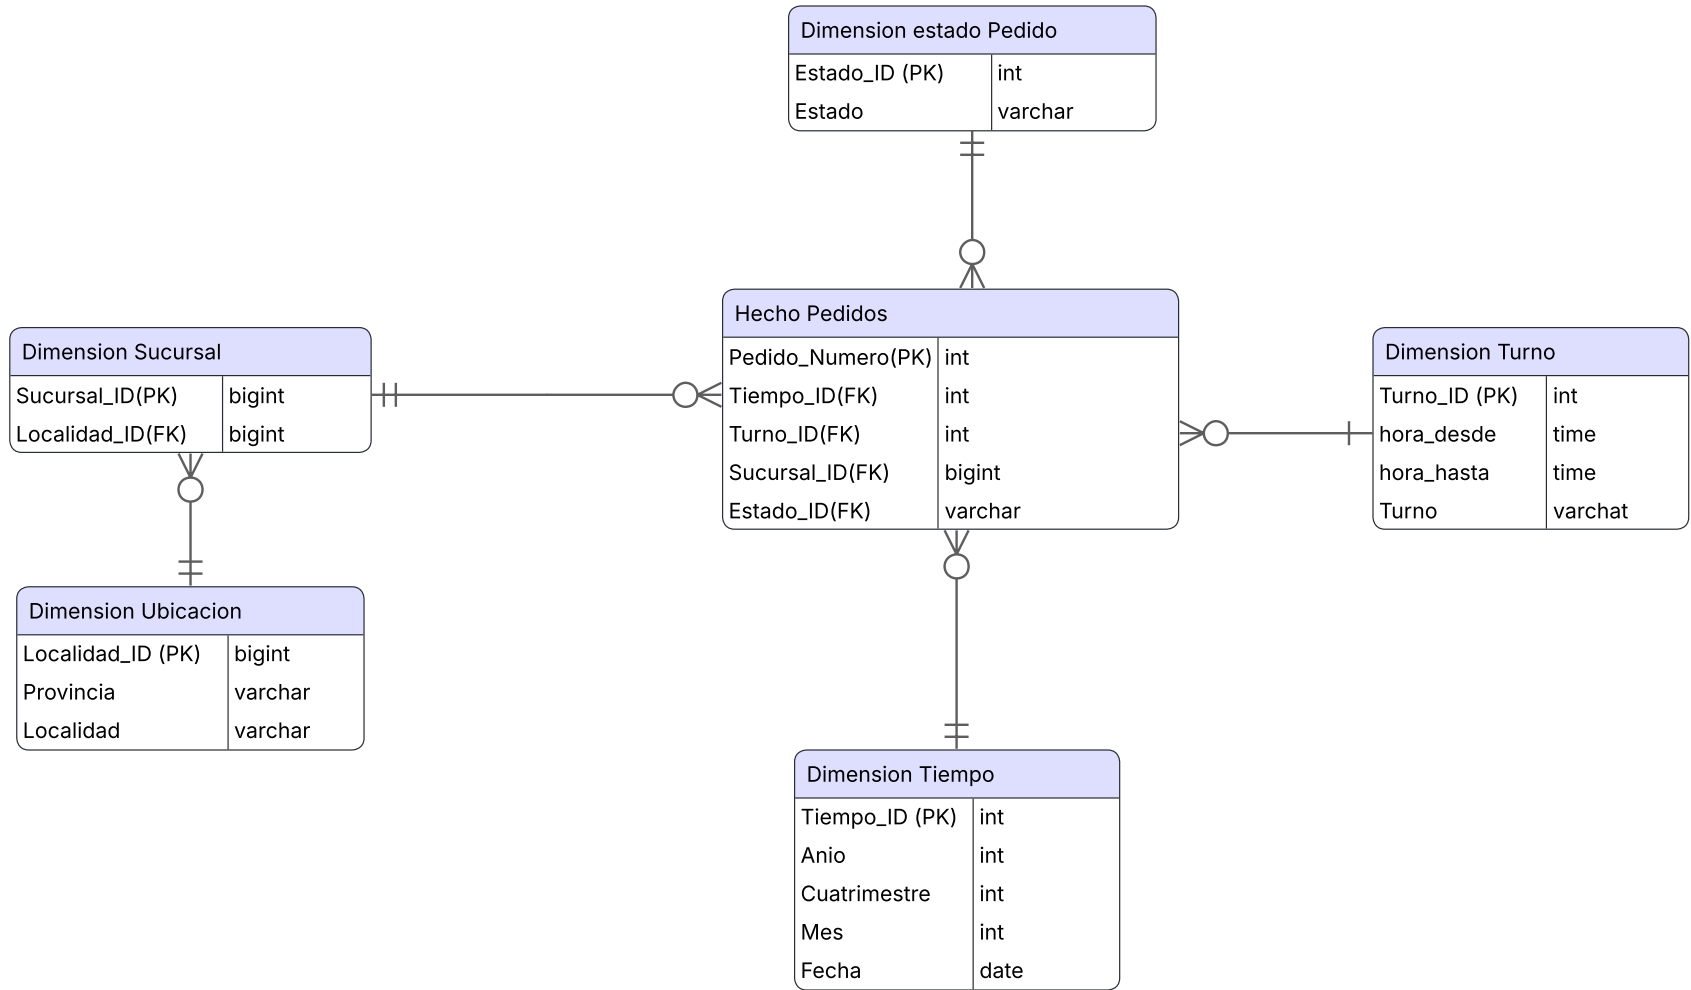 Dimension estado Pedido
Estado_ID (PK) int
Estado varchar
Hecho Pedidos
Pedido_Numero(PK) int
Tiempo_ID(FK) int
Turno_ID(FK) int
Sucursal_ID(FK) bigint
Estado_ID(FK) varchar
Dimension Sucursal
Sucursal_ID(PK) bigint
Localidad_ID(FK) bigint
Dimension Turno
Turno_ID (PK) int
hora_desde time
hora_hasta time
Turno varchat
Dimension Ubicacion
Localidad_ID (PK) bigint
Provincia varchar
Localidad varchar
Dimension Tiempo
Tiempo_ID (PK) int
Anio int
Cuatrimestre int
Mes int
Fecha date